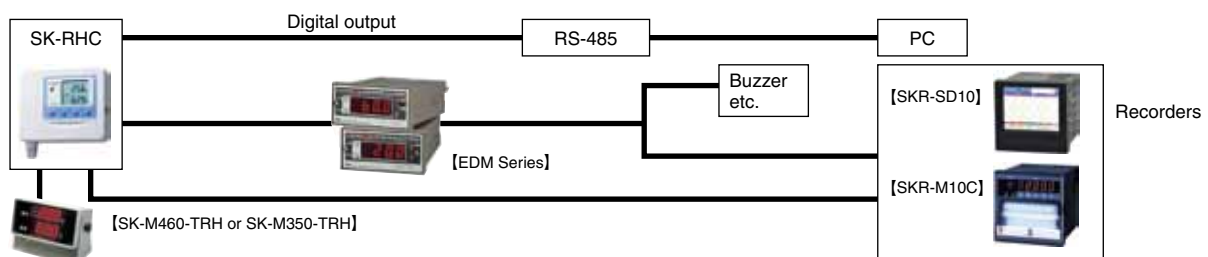 Digital output
SK-RHC
RS-485
PC
Buzzer
etc.
【SKR-SD10】
Recorders
【EDM Series】
【SKR-M10C】
【SK-M460-TRH or SK-M350-TRH】